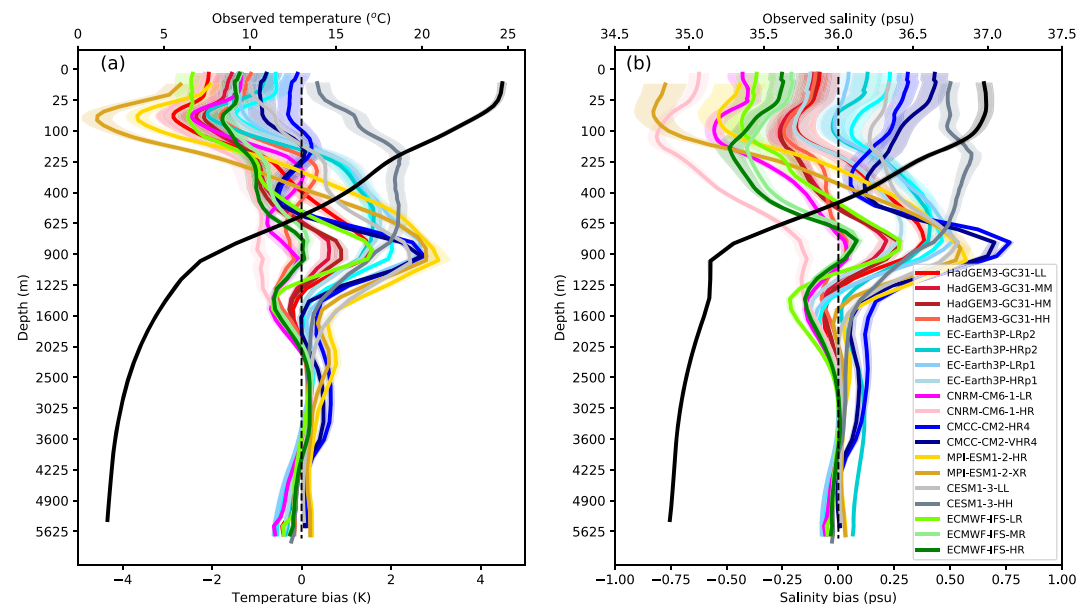 Observed temperature (°C)
0 5 10 15 20 25
(a)
Depth (m)
0
25
100
225
400
625
900
1225
1600
2025
2500
3025
3600
4225
4900
5625
−4 −2 0 2 4
Temperature bias (K)
Observed salinity (psu)
34.5 35.0 35.5 36.0 36.5 37.0 37.5
(b)
Depth (m)
0
25
100
225
400
625
900
1225
1600
2025
2500
3025
3600
4225
4900
5625
HadGEM3-GC31-LL
HadGEM3-GC31-MM
HadGEM3-GC31-HM
HadGEM3-GC31-HH
EC-Earth3P-LRp2
EC-Earth3P-HRp2
EC-Earth3P-LRp1
EC-Earth3P-HRp1
CNRM-CM6-1-LR
CNRM-CM6-1-HR
CMCC-CM2-HR4
CMCC-CM2-VHR4
MPI-ESM1-2-HR
MPI-ESM1-2-XR
CESM1-3-LL
CESM1-3-HH
ECMWF-IFS-LR
ECMWF-IFS-MR
ECMWF-IFS-HR
−1.00 −0.75 −0.50 −0.25 0.00 0.25 0.50 0.75 1.00
Salinity bias (psu)